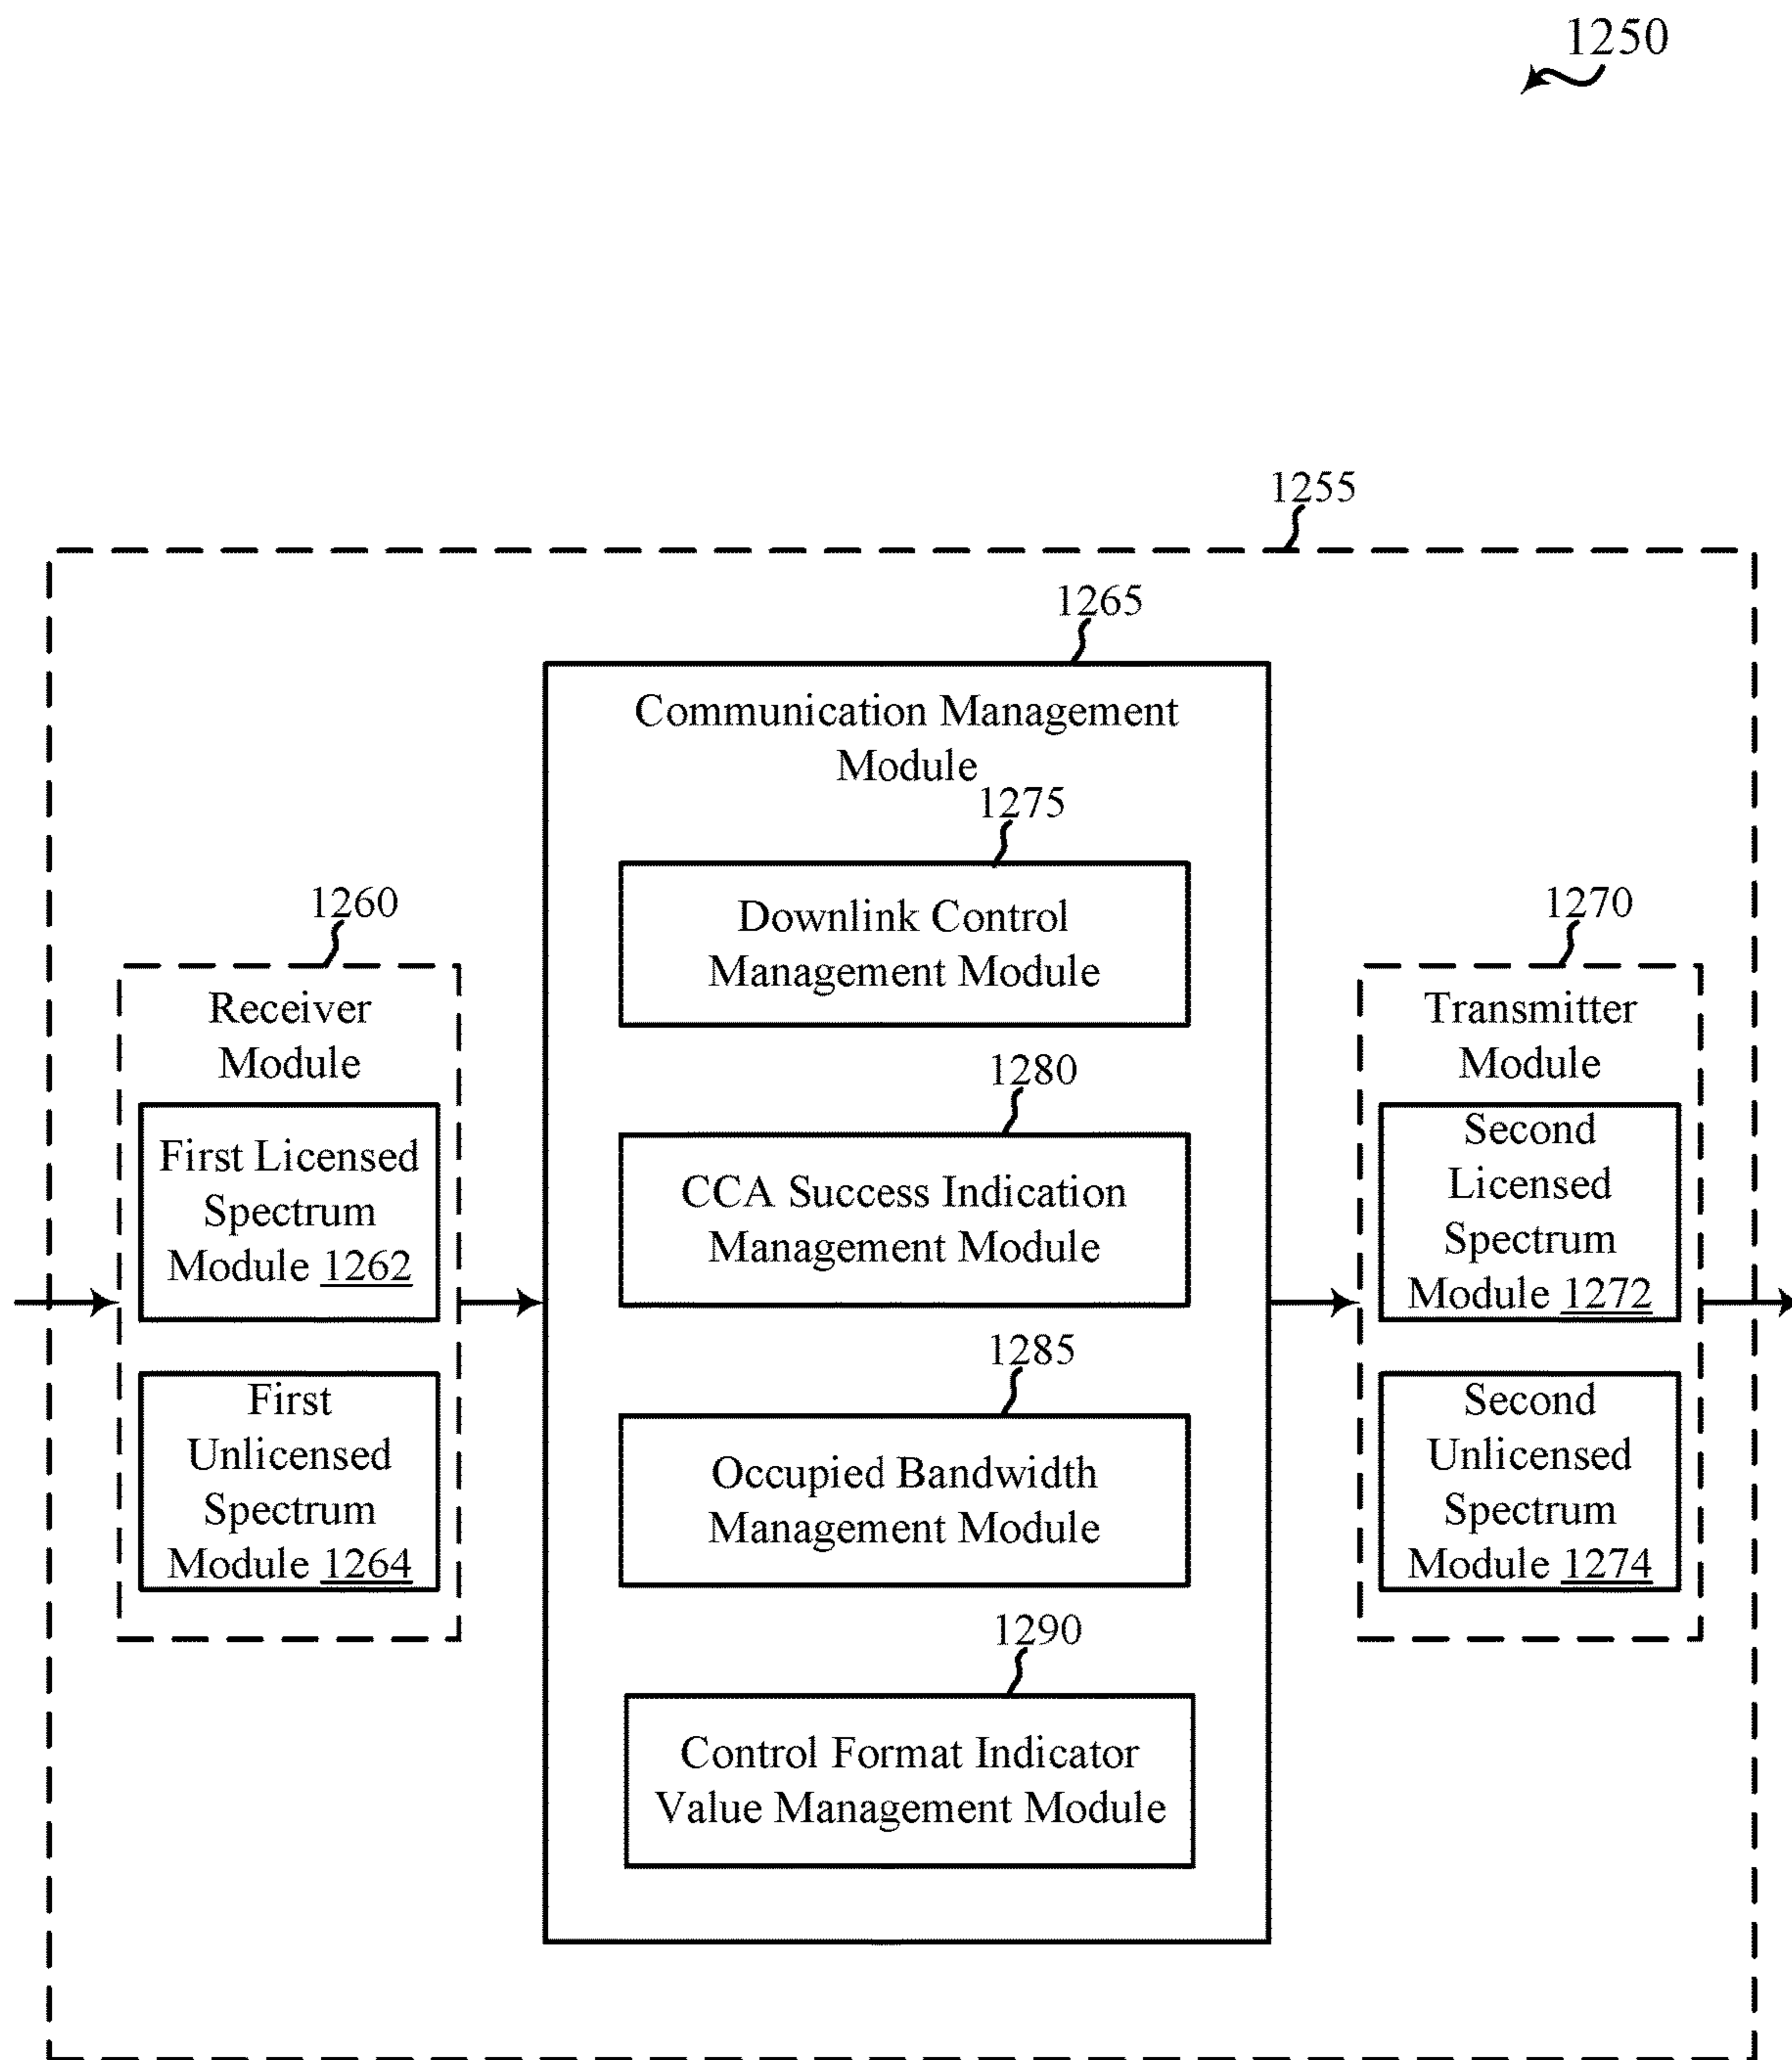 1250
1255
1265
Communication Management
Module
1275
Downlink Control
Management Module
1260
Receiver
Module
First Licensed
Spectrum
Module 1262
First
Unlicensed
Spectrum
Module 1264
1280
CCA Success Indication
Management Module
1285
Occupied Bandwidth
Management Module
1290
Control Format Indicator
Value Management Module
1270
Transmitter
Module
Second
Licensed
Spectrum
Module 1272
Second
Unlicensed
Spectrum
Module 1274